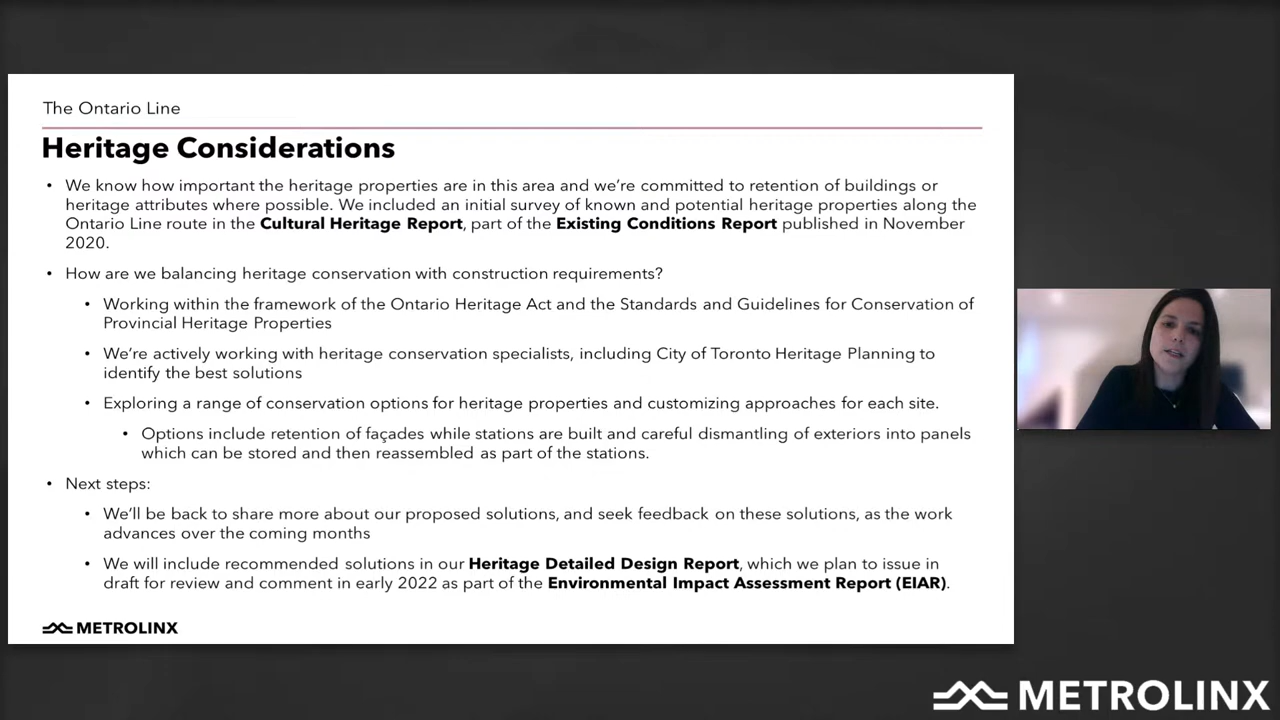 The Ontario Line
Heritage Considerations
• We know how important the heritage properties are in this area and we're committed to retention of buildings or
heritage attributes where possible. We included an initial survey of known and potential heritage properties along the
Ontario Line route in the Cultural Heritage Report, part of the Existing Conditions Report published in November
2020.
• How are we balancing heritage conservation with construction requirements?
• Working within the framework of the Ontario Heritage Act and the Standards and Guidelines for Conservation of
Provincial Heritage Properties
• We're actively working with heritage conservation specialists, including City of Toronto Heritage Planning to
identify the best solutions
• Exploring a range of conservation options for heritage properties and customizing approaches for each site.
• Options include retention of façades while stations are built and careful dismantling of exteriors into panels
which can be stored and then reassembled as part of the stations.
• Next steps:
• We'll be back to share more about our proposed solutions, and seek feedback on these solutions, as the work
advances over the coming months
• We will include recommended solutions in our Heritage Detailed Design Report, which we plan to issue in
draft for review and comment in early 2022 as part of the Environmental Impact Assessment Report (EIAR).
METROLINX
METROLINX